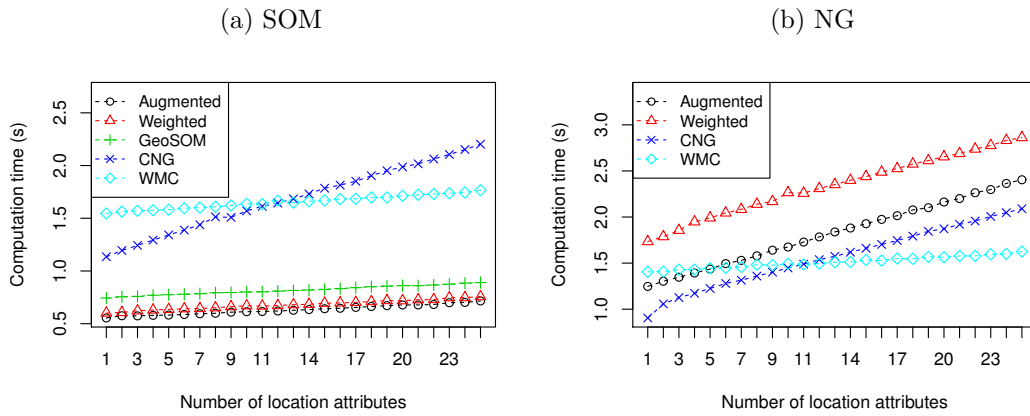 (a) SOM
Computation time (s)
2.5
2.0
1.5
1.0
0.5
Augmented
Weighted
GeoSOM
CNG
WMC
1 3 5 7 9 11 14 17 20 23
Number of location attributes
(b) NG
Computation time (s)
3.0
2.5
2.0
1.5
1.0
Augmented
Weighted
CNG
WMC
1 3 5 7 9 11 14 17 20 23
Number of location attributes